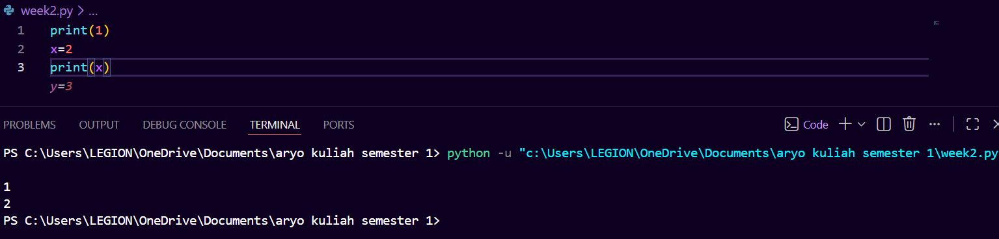 week2.py > ...
1 print(1)
2 x=2
3 print(x)
y=3
PROBLEMS OUTPUT DEBUG CONSOLE TERMINAL PORTS Code
PS C:\Users\LEGION\OneDrive\Documents\aryo kuliah semester 1> python -u "c:\Users\LEGION\OneDrive\Documents\aryo kuliah semester 1\week2.py
1
2
PS C:\Users\LEGION\OneDrive\Documents\aryo kuliah semester 1>